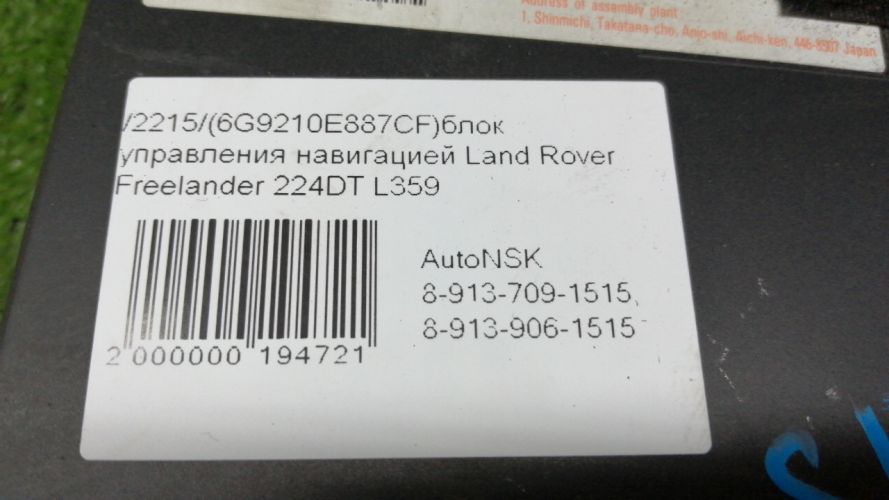 Address of assembly plant
1, Shinmichi, Takatana-cho, Anjo-shi, Aichi-ken, 446-8507 Japan
/2215/(6G9210E887CF)блок
управления навигацией Land Rover
Freelander 224DT L359
AutoNSK
8-913-709-1515,
8-913-906-1515
2 000000 194721